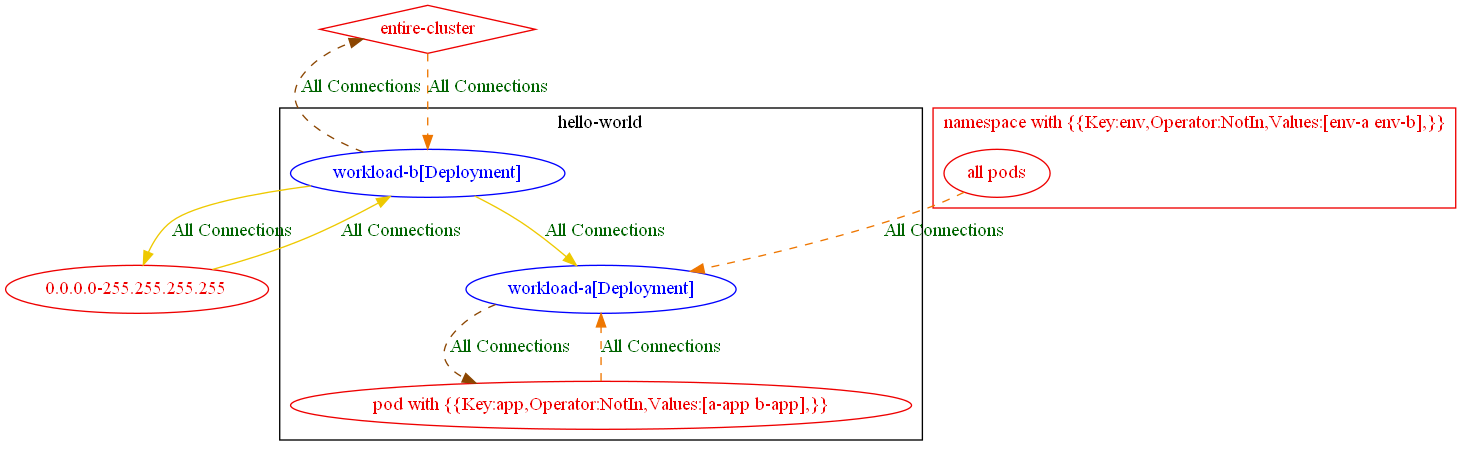 entire-cluster
All Connections
All Connections
hello-world
namespace with {{Key:env,Operator:NotIn,Values:[env-a env-b],}}
workload-b[Deployment]
all pods
All Connections
All Connections
All Connections
All Connections
0.0.0.0-255.255.255.255
workload-a[Deployment]
All Connections
All Connections
pod with {{Key:app,Operator:NotIn,Values:[a-app b-app],}}